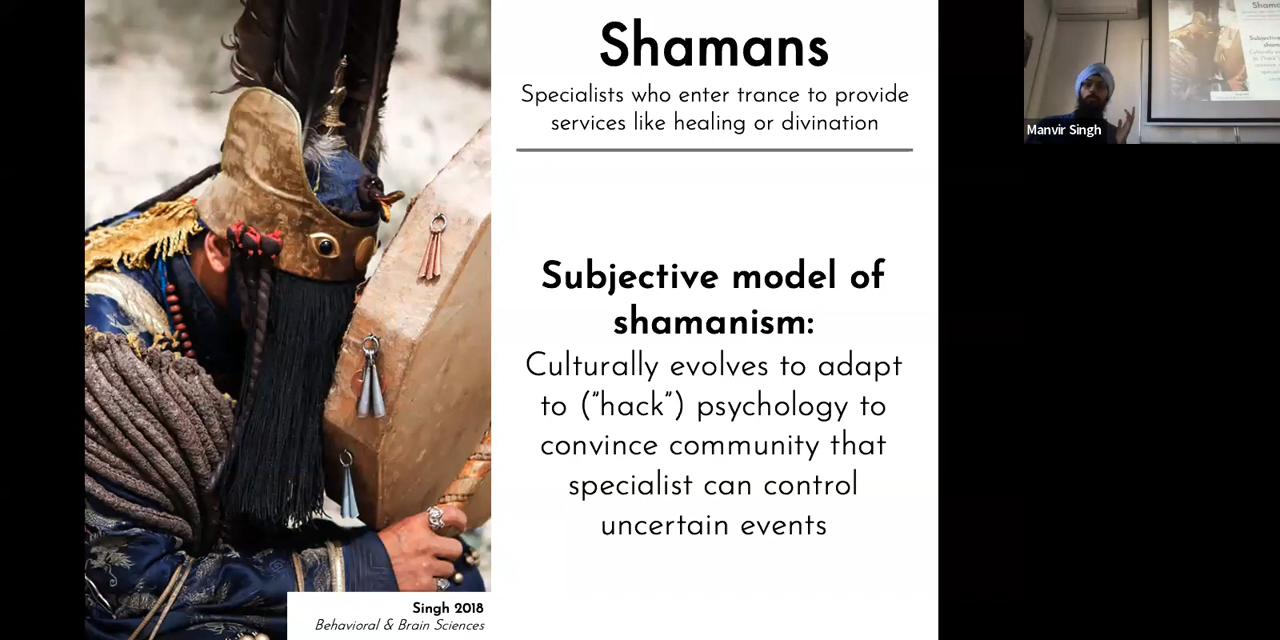 Shamans
Specialists who enter trance to provide
services like healing or divination
Subjective model of
shamanism:
Culturally evolves to adapt
to ("hack") psychology to
convince community that
specialist can control
uncertain events
Singh 2018
Behavioral & Brain Sciences
Manvir Singh